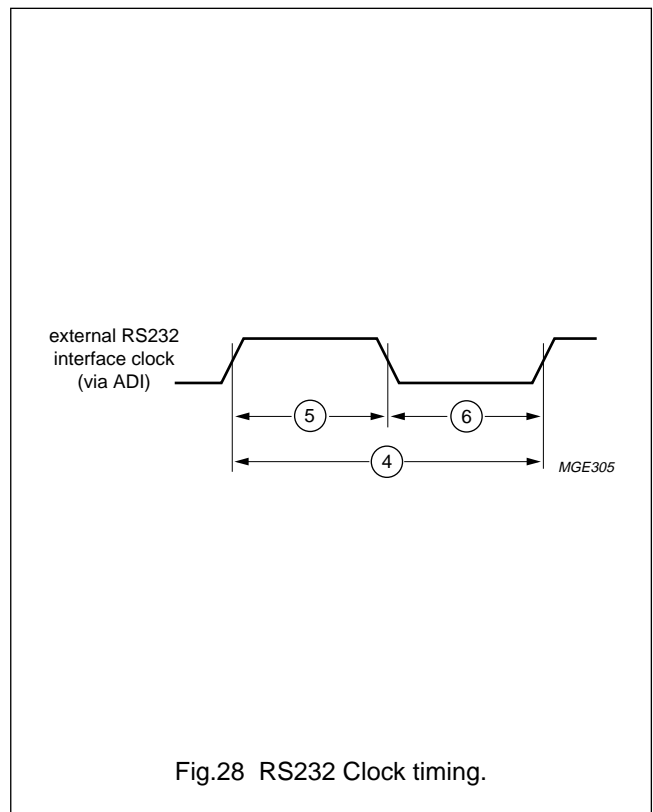 external RS232
interface clock
(via ADI)
5
6
4
MGE305
Fig.28 RS232 Clock timing.